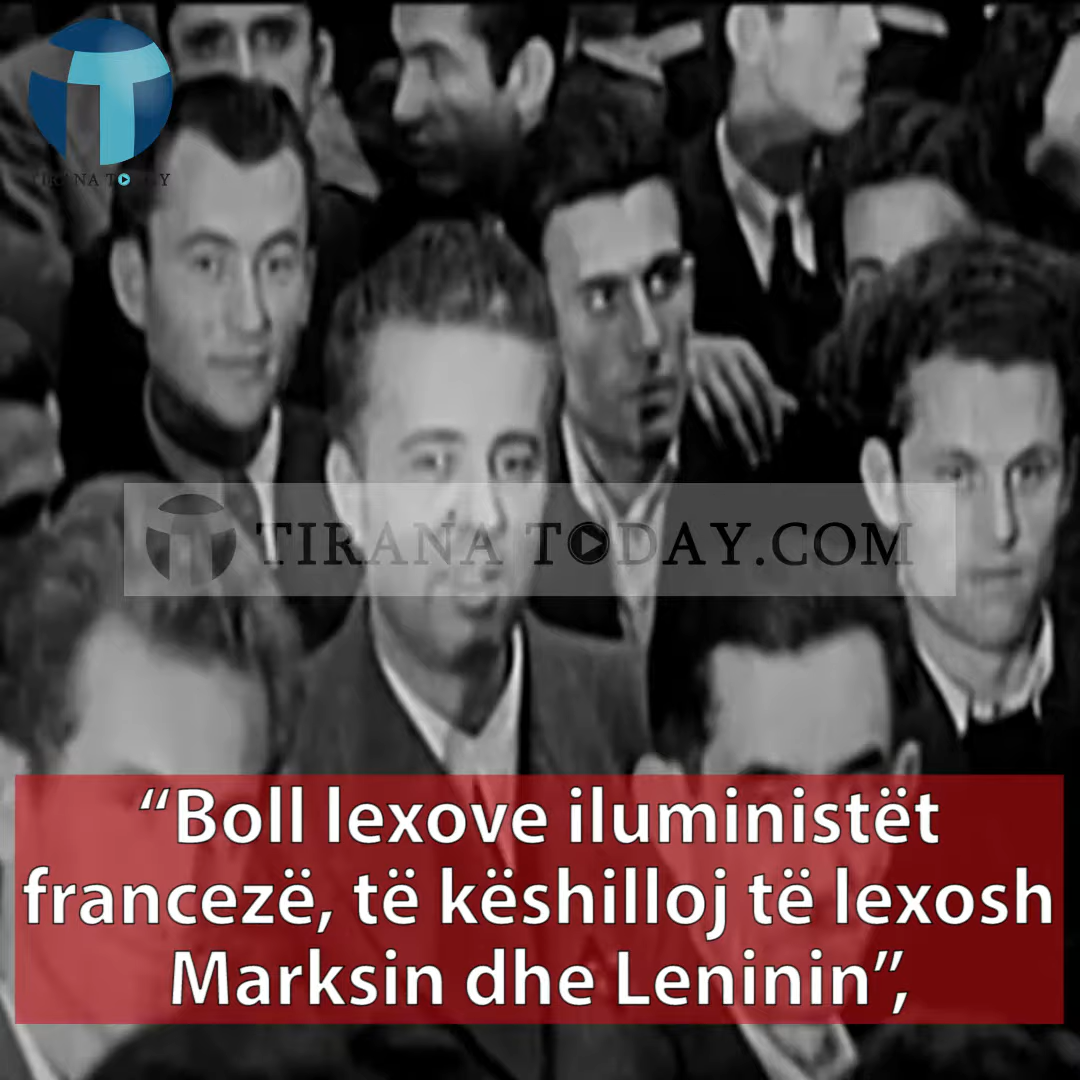 TIRANA TODAY
TIRANA TODAY.COM
“Boll lexove iluministët
francezë, të këshilloj të lexosh
Marksin dhe Leninin”,